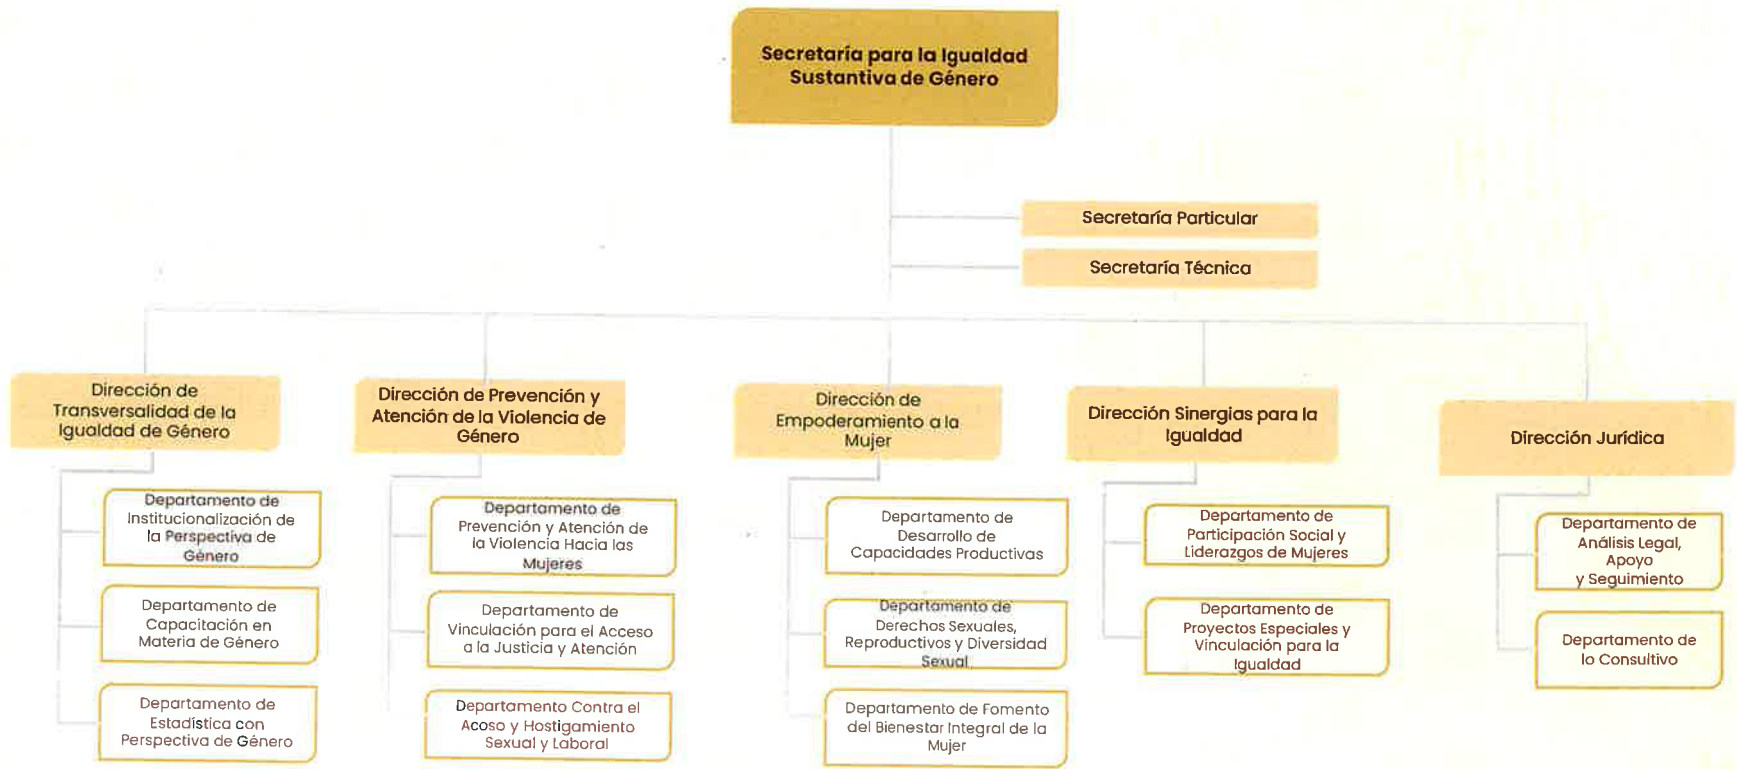 Secretaría para la Igualdad
Sustantiva de Género
Secretaría Particular
Secretaría Técnica
Dirección de
Transversalidad de la
Igualdad de Género
Departamento de
Institucionalización de
la Perspectiva de
Género
Departamento de
Capacitación en
Materia de Género
Departamento de
Estadística con
Perspectiva de Género
Dirección de Prevención y
Atención de la Violencia de
Género
Departamento de
Prevención y Atención de
la Violencia Hacia las
Mujeres
Departamento de
Vinculación para el Acceso
a la Justicia y Atención
Departamento Contra el
Acoso y Hostigamiento
Sexual y Laboral
Dirección de
Empoderamiento a la
Mujer
Departamento de
Desarrollo de
Capacidades Productivas
Departamento de
Derechos Sexuales,
Reproductivos y Diversidad
Sexual
Departamento de Fomento
del Bienestar Integral de la
Mujer
Dirección Sinergias para la
Igualdad
Departamento de
Participación Social y
Liderazgos de Mujeres
Departamento de
Proyectos Especiales y
Vinculación para la
Igualdad
Dirección Jurídica
Departamento de
Análisis Legal,
Apoyo
y Seguimiento
Departamento de
lo Consultivo